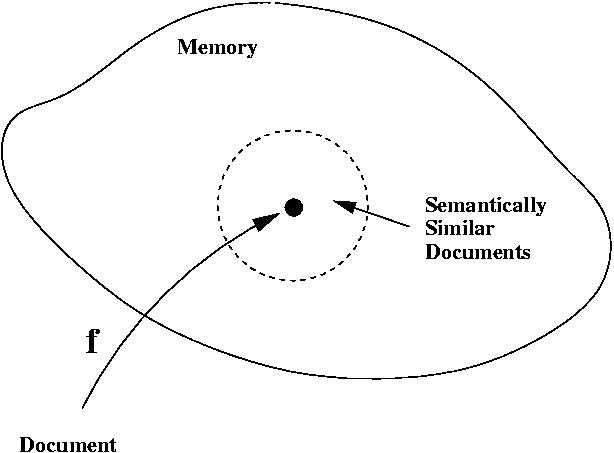 Memory
Semantically
Similar
Documents
f
Document